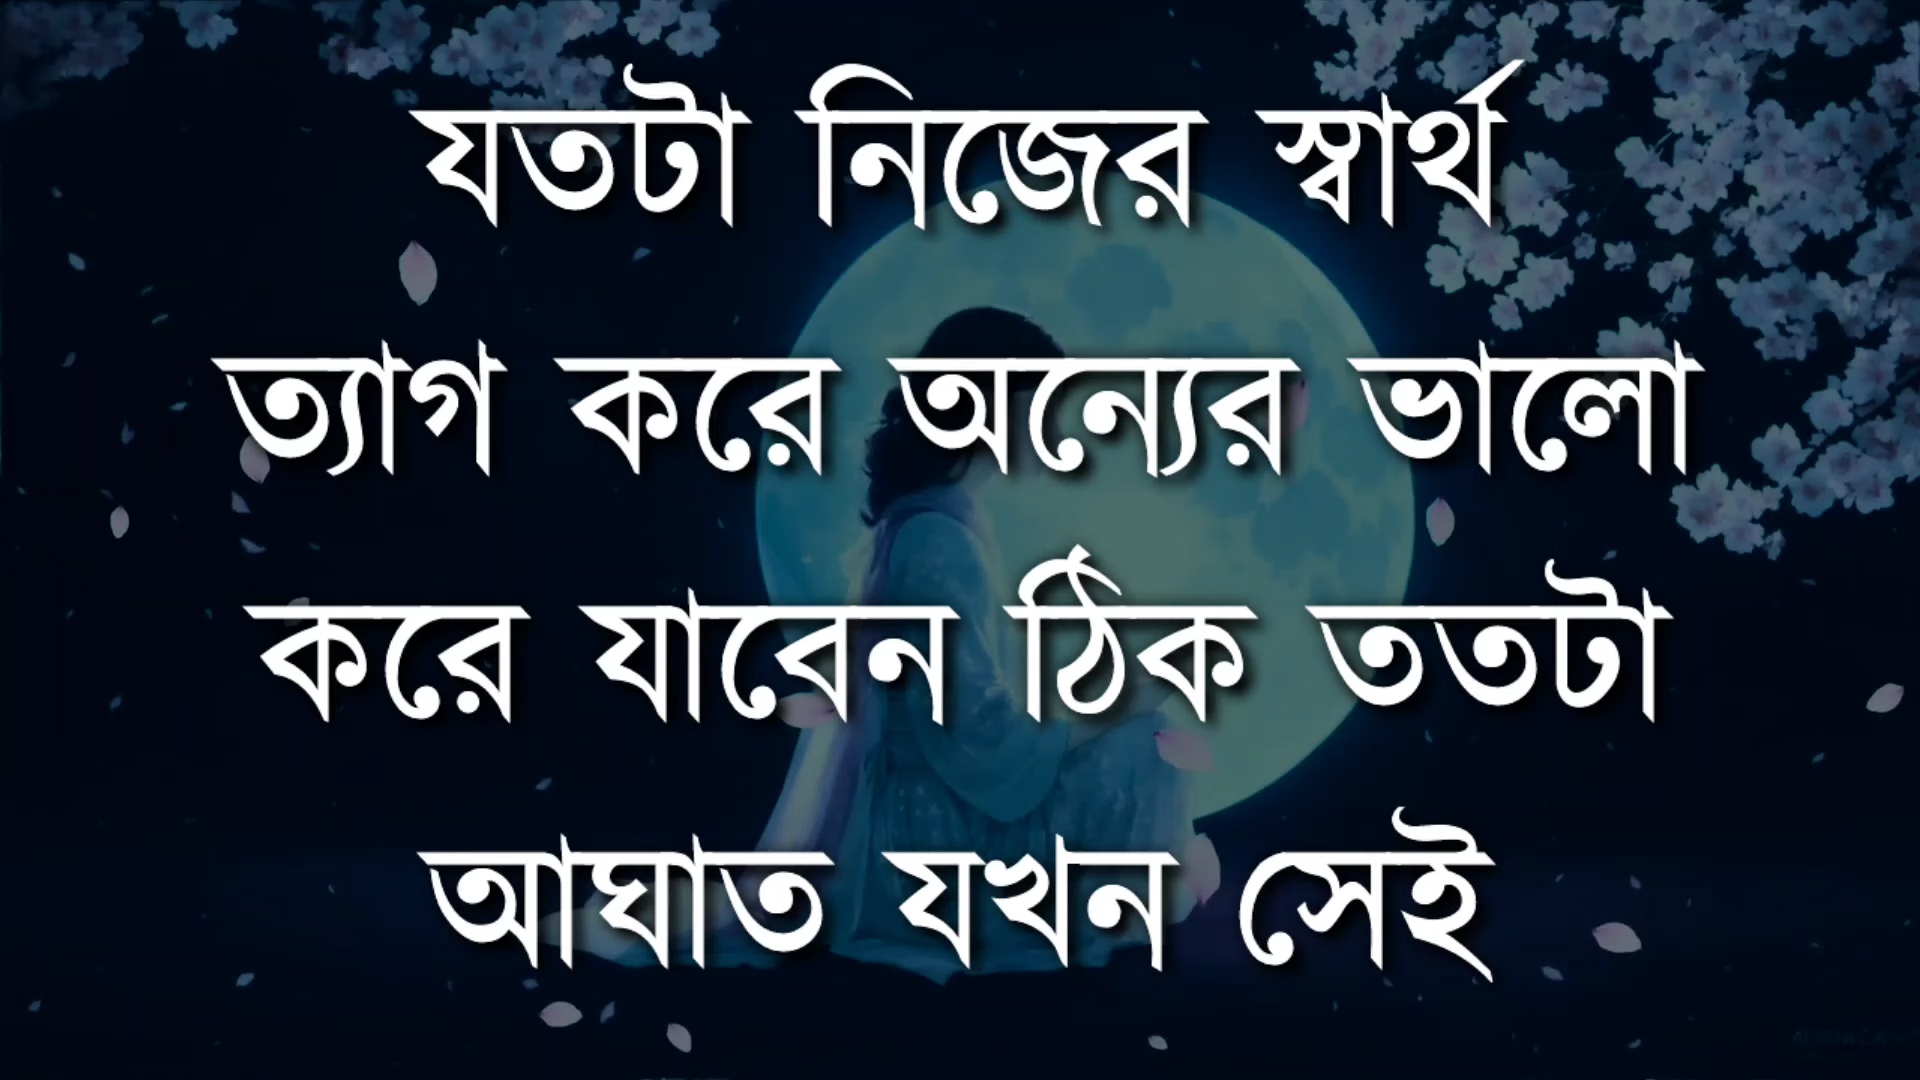 যতটা নিজের স্বার্থ
ত্যাগ করে অন্যের ভালো
করে যাবেন ঠিক ততটা
আঘাত যখন সেই